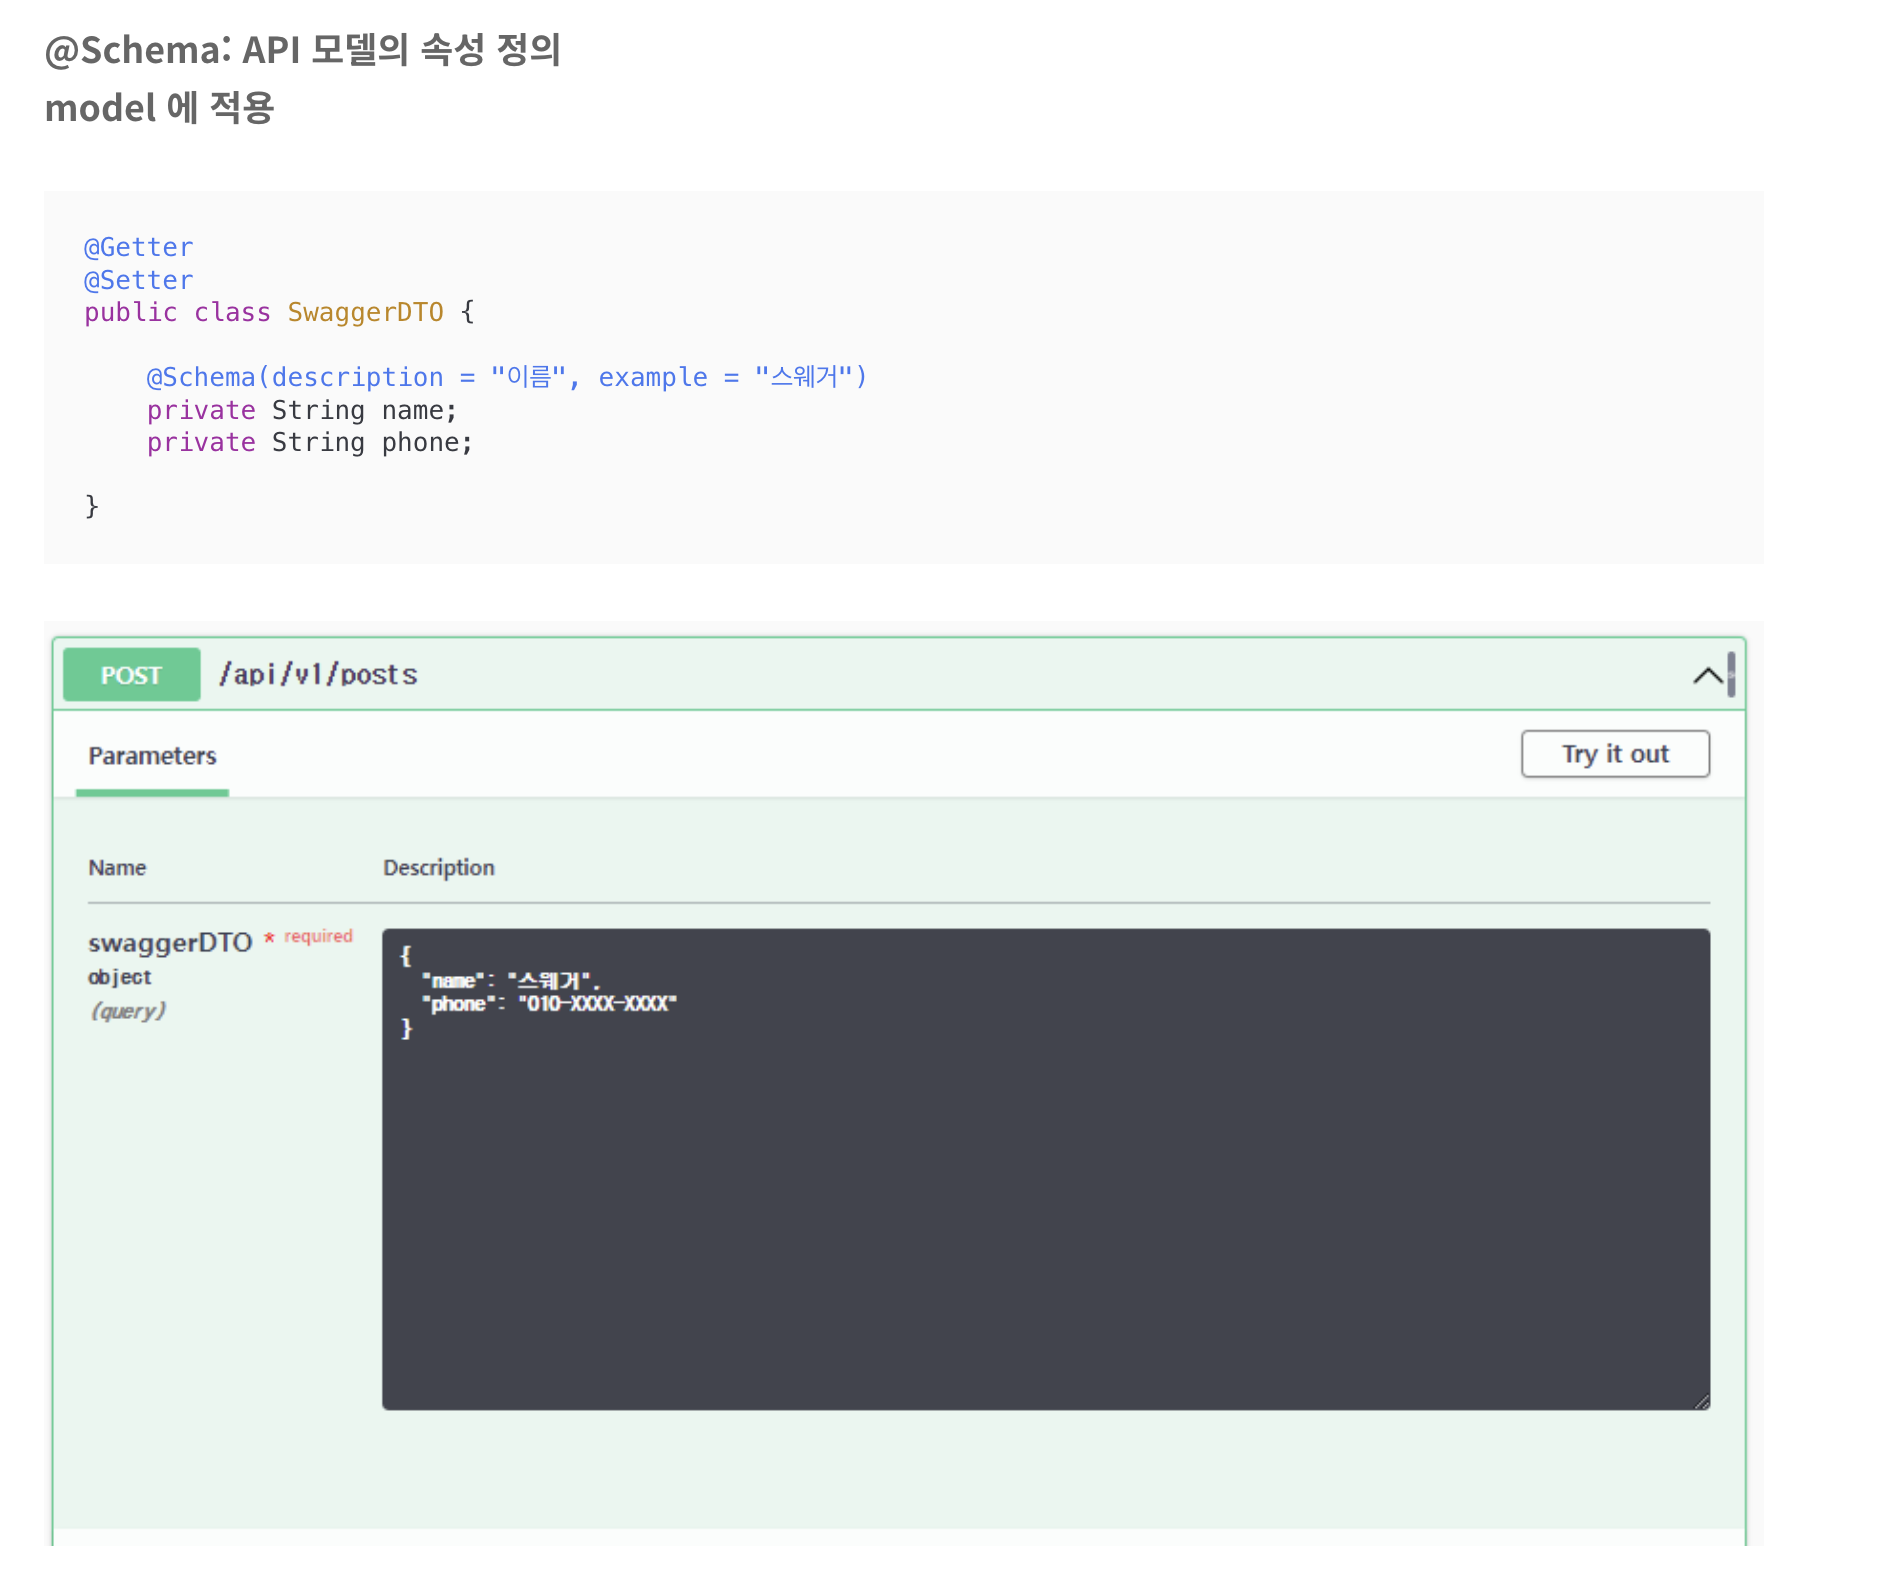 @Schema: API 모델의 속성 정의
model 에 적용
@Getter
@Setter
public class SwaggerDTO {
@Schema(description = "이름", example = "스웨거")
private String name;
private String phone;
}
POST /api/v1/posts
Parameters
Try it out
Name Description
swaggerDTO * required
object
(query)
{
"name": "스웨거",
"phone": "010-XXXX-XXXX"
}